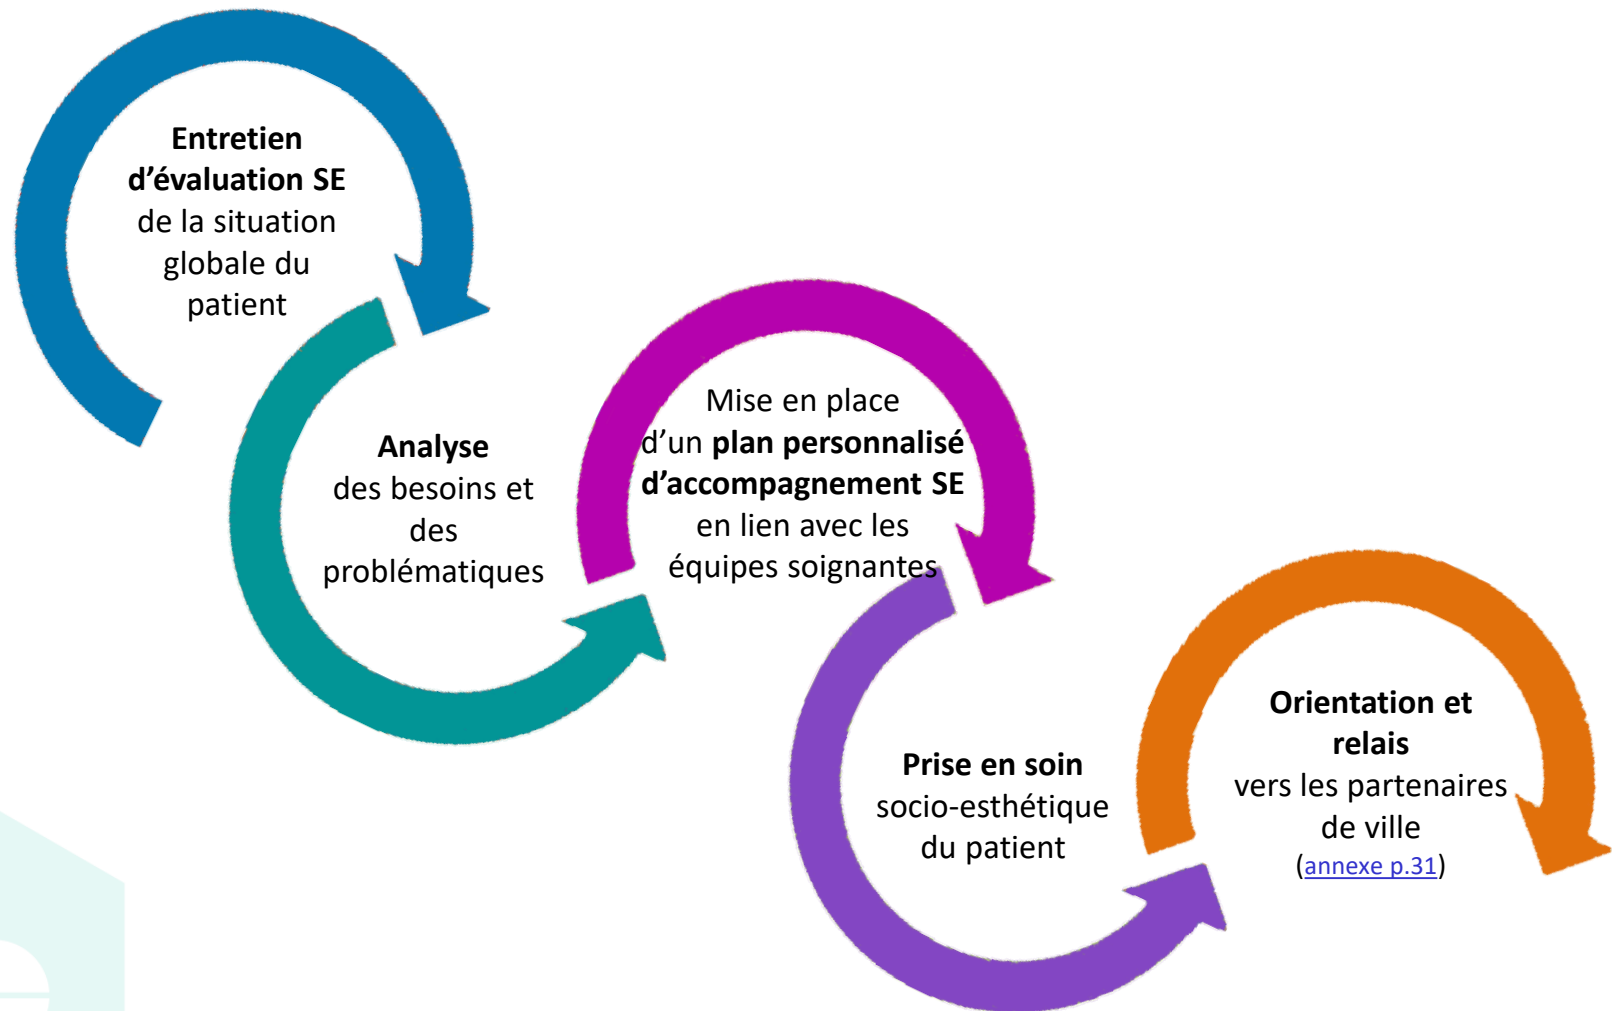 Entretien
d’évaluation SE
de la situation
globale du
patient
Analyse
des besoins et
des
problématiques
Mise en place
d’un plan personnalisé
d’accompagnement SE
en lien avec les
équipes soignantes
Prise en soin
socio-esthétique
du patient
Orientation et
relais
vers les partenaires
de ville
(annexe p.31)